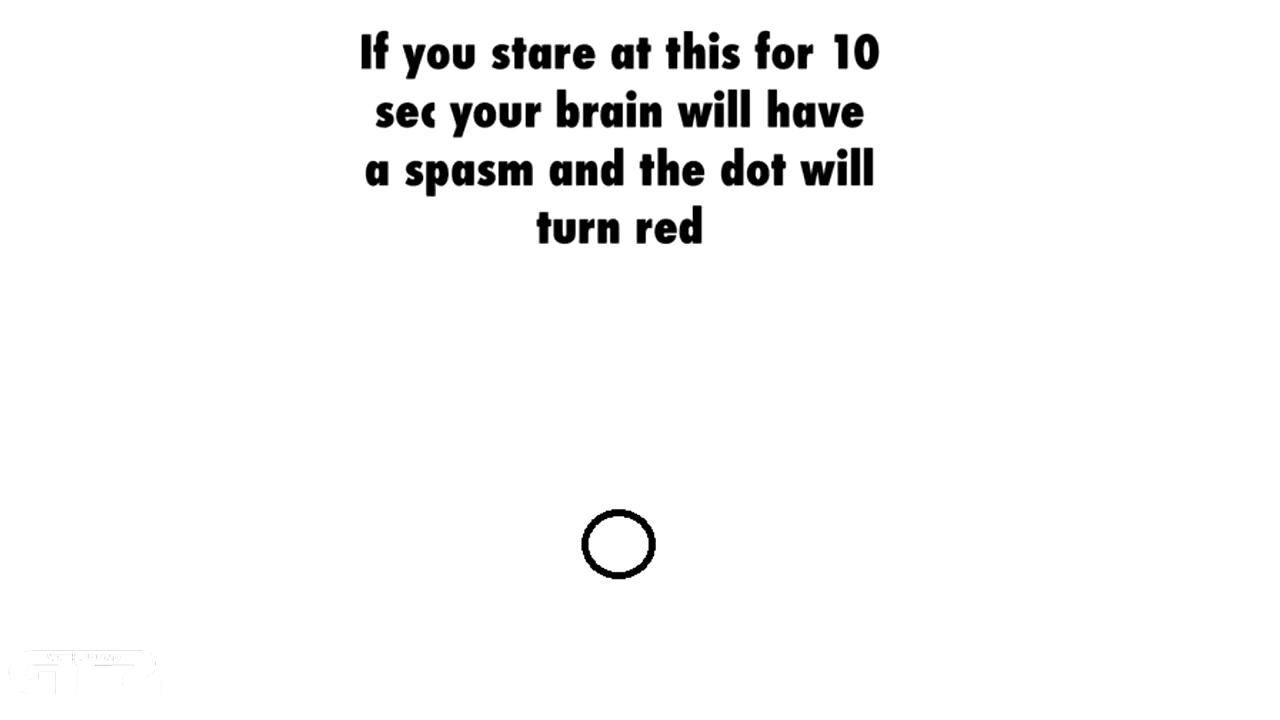 If you stare at this for 10
sec your brain will have
a spasm and the dot will
turn red